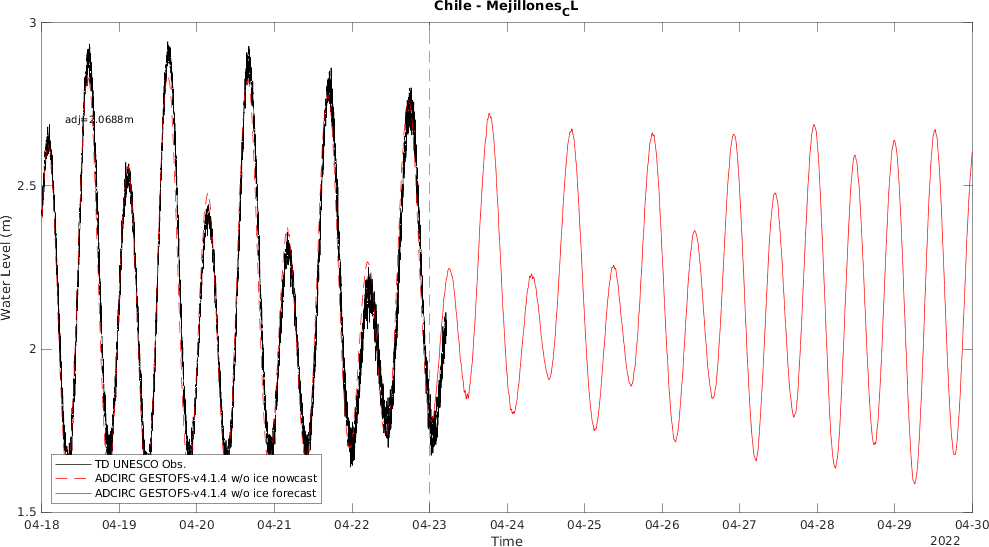 Chile - Mejillones_CL
3
2.5
2
1.5
Water Level (m)
adj=2.0688m
TD UNESCO Obs.
ADCIRC GESTOFS-v4.1.4 w/o ice nowcast
ADCIRC GESTOFS-v4.1.4 w/o ice forecast
04-18 04-19 04-20 04-21 04-22 04-23 04-24 04-25 04-26 04-27 04-28 04-29 04-30
Time
2022